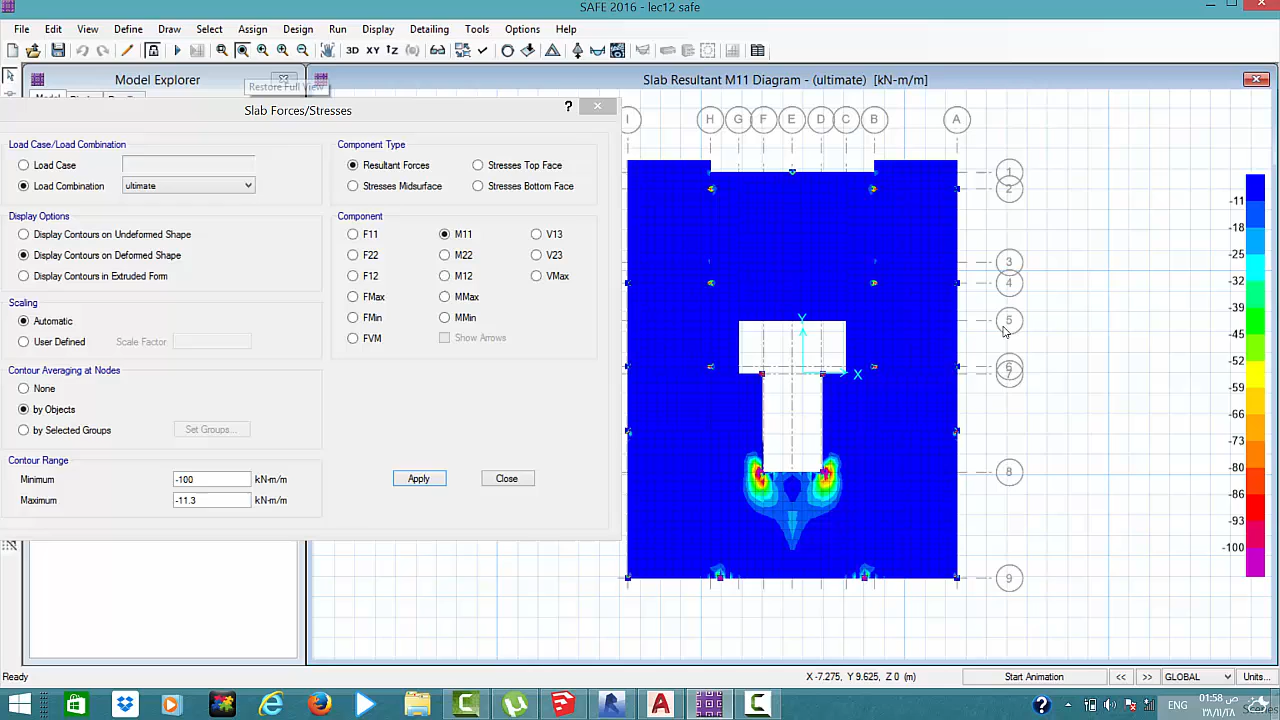 SAFE 2016 - lec12 safe
File Edit View Define Draw Select Assign Design Run Display Detailing Tools Options Help
3D XY
Model Explorer
Restore Full View
Slab Resultant M11 Diagram - (ultimate) [kN-m/m]
Slab Forces/Stresses
?
Load Case/Load Combination
Load Case
Load Combination ultimate
Display Options
Display Contours on Undeformed Shape
Display Contours on Deformed Shape
Display Contours in Extruded Form
Scaling
Automatic
User Defined Scale Factor
Contour Averaging at Nodes
None
by Objects
by Selected Groups Set Groups...
Contour Range
Minimum -100 kN-m/m
Maximum -11.3 kN-m/m
Component Type
Resultant Forces Stresses Top Face
Stresses Midsurface Stresses Bottom Face
Component
F11 M11 V13
F22 M22 V23
F12 M12 VMax
FMax MMax
FMin MMin
FVM Show Arrows
Apply Close
I H G F E D C B A
1
2
3
4
5
6
7
8
9
Y
X
-11
-18
-25
-32
-39
-45
-52
-59
-66
-73
-80
-86
-93
-100
Ready
X -7.275, Y 9.625, Z 0 (m)
Start Animation << >> GLOBAL Units...
ENG